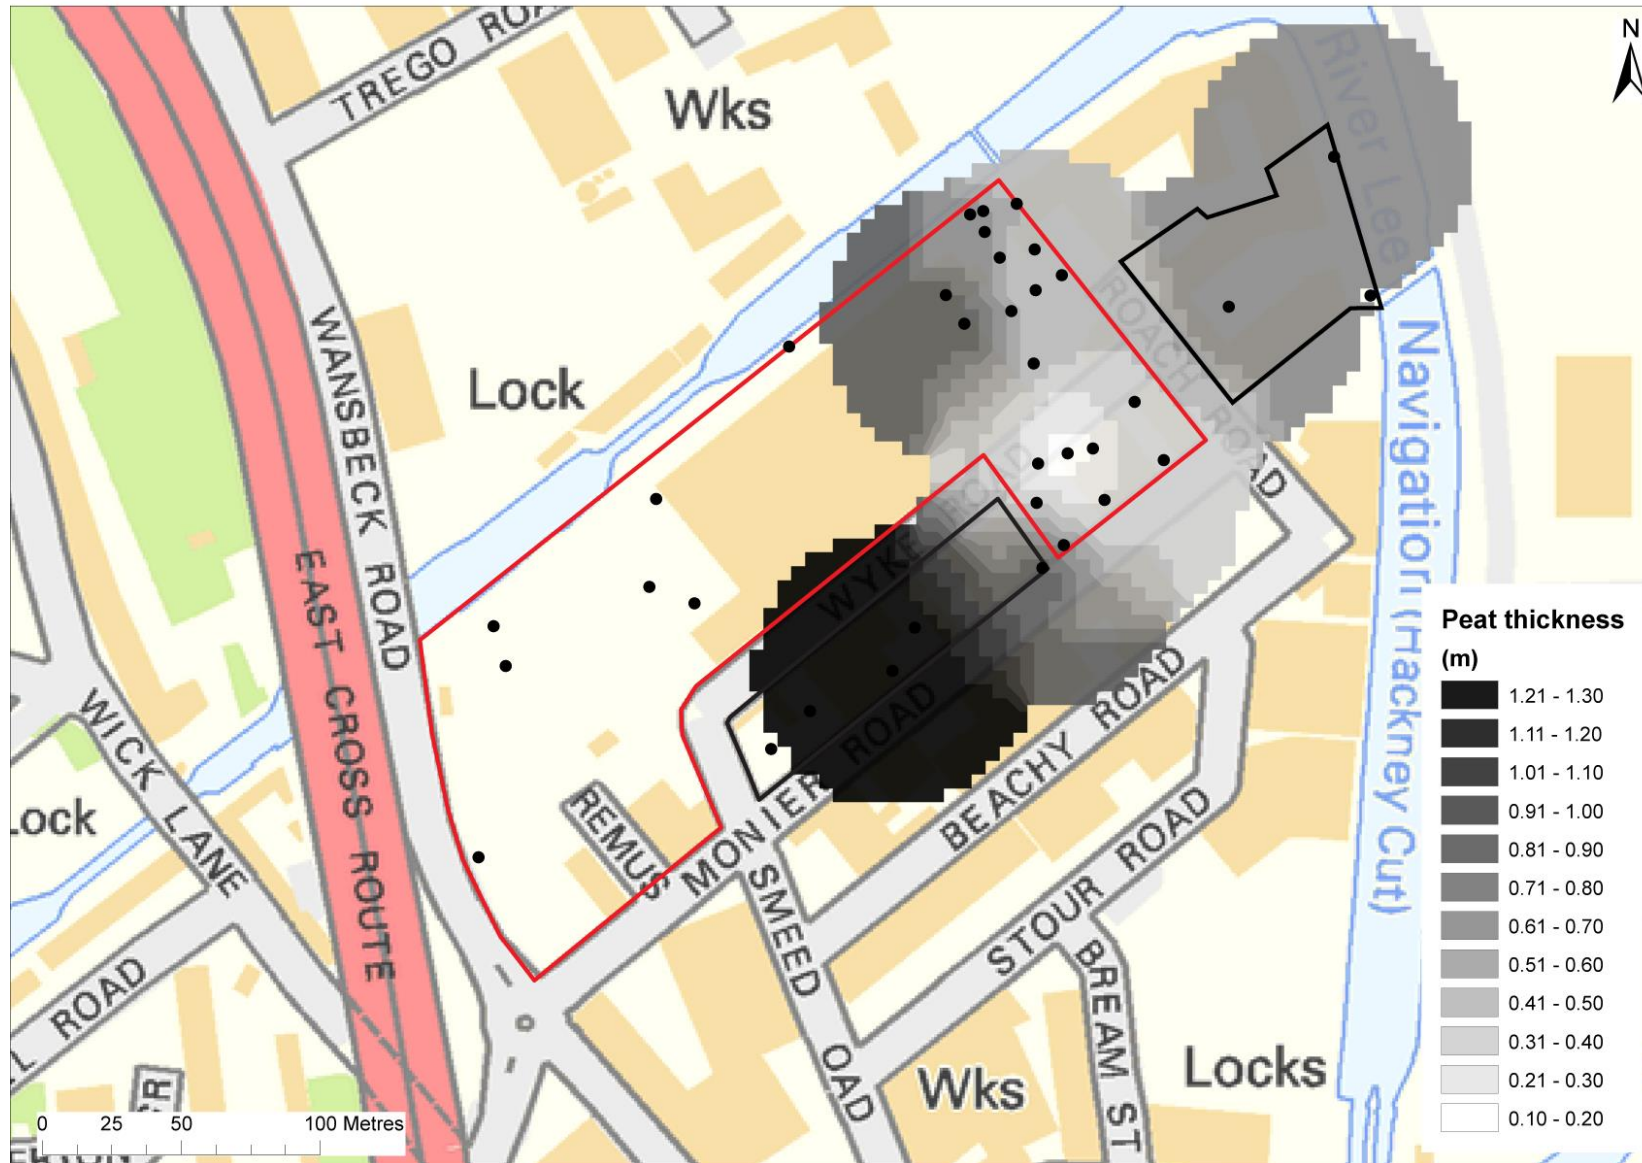 TREGO ROA
N
Wks
River Lee
ROACH ROAD
WANSBECK ROAD
Lock
ROAD
Navigation (Hackney Cut)
WYKE
EAST CROSS ROUTE
MONIER ROAD
BEACHY ROAD
WICK LANE
Lock
REMUS
SMEED
OAD
STOUR ROAD
BREAM ST
L ROAD
Wks
Locks
Peat thickness
(m)
1.21 - 1.30
1.11 - 1.20
1.01 - 1.10
0.91 - 1.00
0.81 - 0.90
0.71 - 0.80
0.61 - 0.70
0.51 - 0.60
0.41 - 0.50
0.31 - 0.40
0.21 - 0.30
0.10 - 0.20
0 25 50 100 Metres